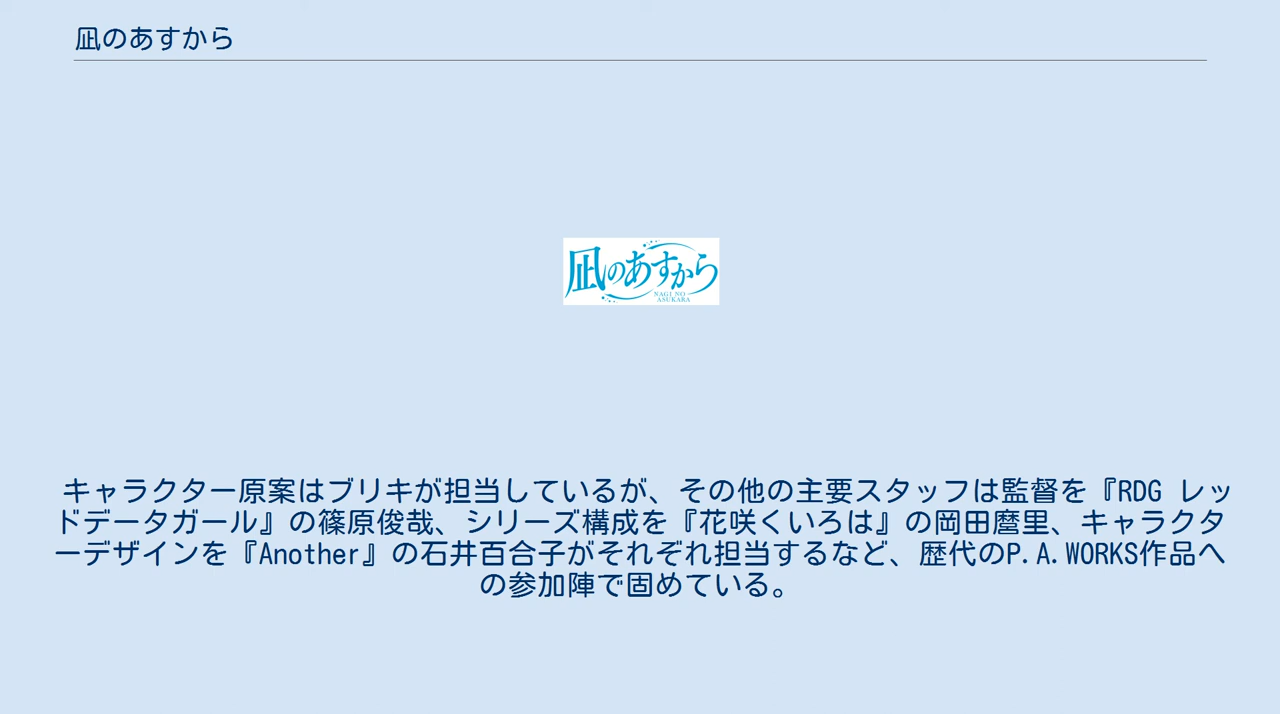 凪のあすから
凪のあすから
NAGI NO
ASUKARA
キャラクター原案はブリキが担当しているが、その他の主要スタッフは監督を『RDG レッ
ドデータガール』の篠原俊哉、シリーズ構成を『花咲くいろは』の岡田麿里、キャラクタ
ーデザインを『Another』の石井百合子がそれぞれ担当するなど、歴代のP.A.WORKS作品へ
の参加陣で固めている。